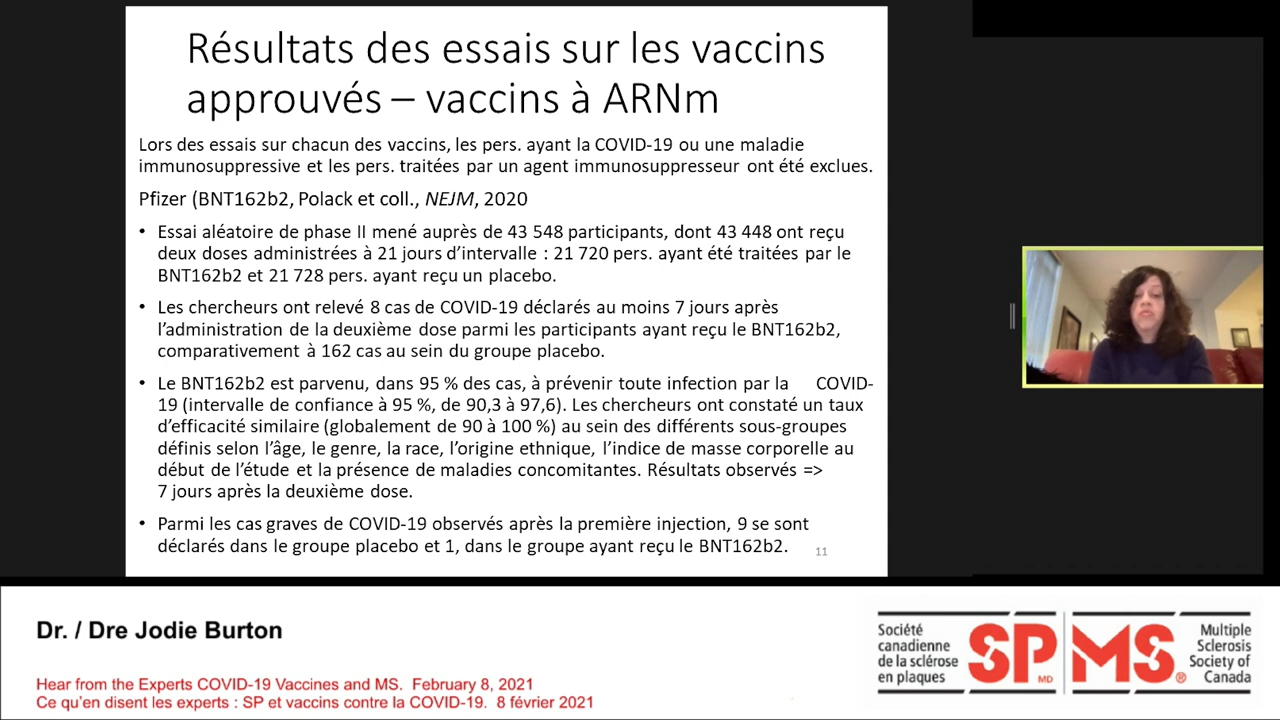 Résultats des essais sur les vaccins
approuvés – vaccins à ARNm
Lors des essais sur chacun des vaccins, les pers. ayant la COVID-19 ou une maladie
immunosuppressive et les pers. traitées par un agent immunosuppresseur ont été exclues.
Pfizer (BNT162b2, Polack et coll., NEJM, 2020
• Essai aléatoire de phase II mené auprès de 43 548 participants, dont 43 448 ont reçu
deux doses administrées à 21 jours d’intervalle : 21 720 pers. ayant été traitées par le
BNT162b2 et 21 728 pers. ayant reçu un placebo.
• Les chercheurs ont relevé 8 cas de COVID-19 déclarés au moins 7 jours après
l’administration de la deuxième dose parmi les participants ayant reçu le BNT162b2,
comparativement à 162 cas au sein du groupe placebo.
• Le BNT162b2 est parvenu, dans 95 % des cas, à prévenir toute infection par la COVID-
19 (intervalle de confiance à 95 %, de 90,3 à 97,6). Les chercheurs ont constaté un taux
d’efficacité similaire (globalement de 90 à 100 %) au sein des différents sous-groupes
définis selon l’âge, le genre, la race, l’origine ethnique, l’indice de masse corporelle au
début de l’étude et la présence de maladies concomitantes. Résultats observés =>
7 jours après la deuxième dose.
• Parmi les cas graves de COVID-19 observés après la première injection, 9 se sont
déclarés dans le groupe placebo et 1, dans le groupe ayant reçu le BNT162b2.
11
Dr. / Dre Jodie Burton
Hear from the Experts COVID-19 Vaccines and MS. February 8, 2021
Ce qu'en disent les experts : SP et vaccins contre la COVID-19. 8 février 2021
Société
canadienne
de la sclérose
en plaques
SP
MD
MS
®
Multiple
Sclerosis
Society of
Canada